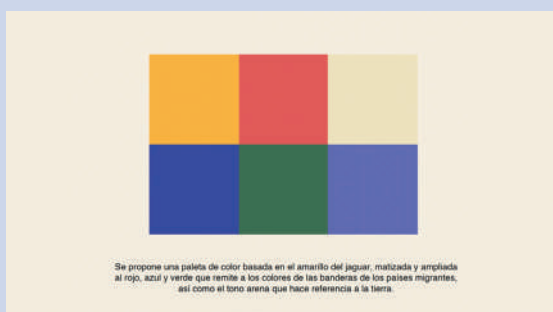 Se propone una paleta de color basada en el amarillo del jaguar, matizada y ampliada
al rojo, azul y verde que remite a los colores de las banderas de los países migrantes,
así como el tono arena que hace referencia a la tierra.